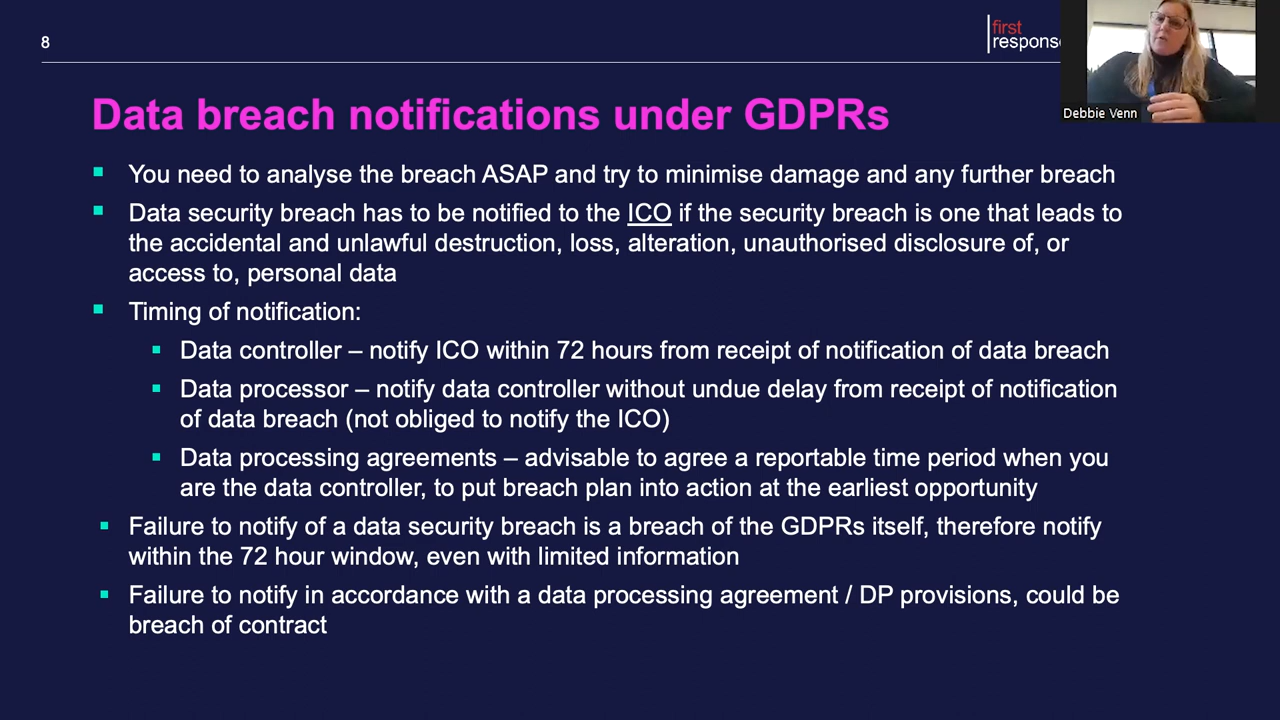 8
first
response
Debbie Venn
Data breach notifications under GDPRs
You need to analyse the breach ASAP and try to minimise damage and any further breach
Data security breach has to be notified to the ICO if the security breach is one that leads to
the accidental and unlawful destruction, loss, alteration, unauthorised disclosure of, or
access to, personal data
Timing of notification:
Data controller – notify ICO within 72 hours from receipt of notification of data breach
Data processor – notify data controller without undue delay from receipt of notification
of data breach (not obliged to notify the ICO)
Data processing agreements – advisable to agree a reportable time period when you
are the data controller, to put breach plan into action at the earliest opportunity
Failure to notify of a data security breach is a breach of the GDPRs itself, therefore notify
within the 72 hour window, even with limited information
Failure to notify in accordance with a data processing agreement / DP provisions, could be
breach of contract